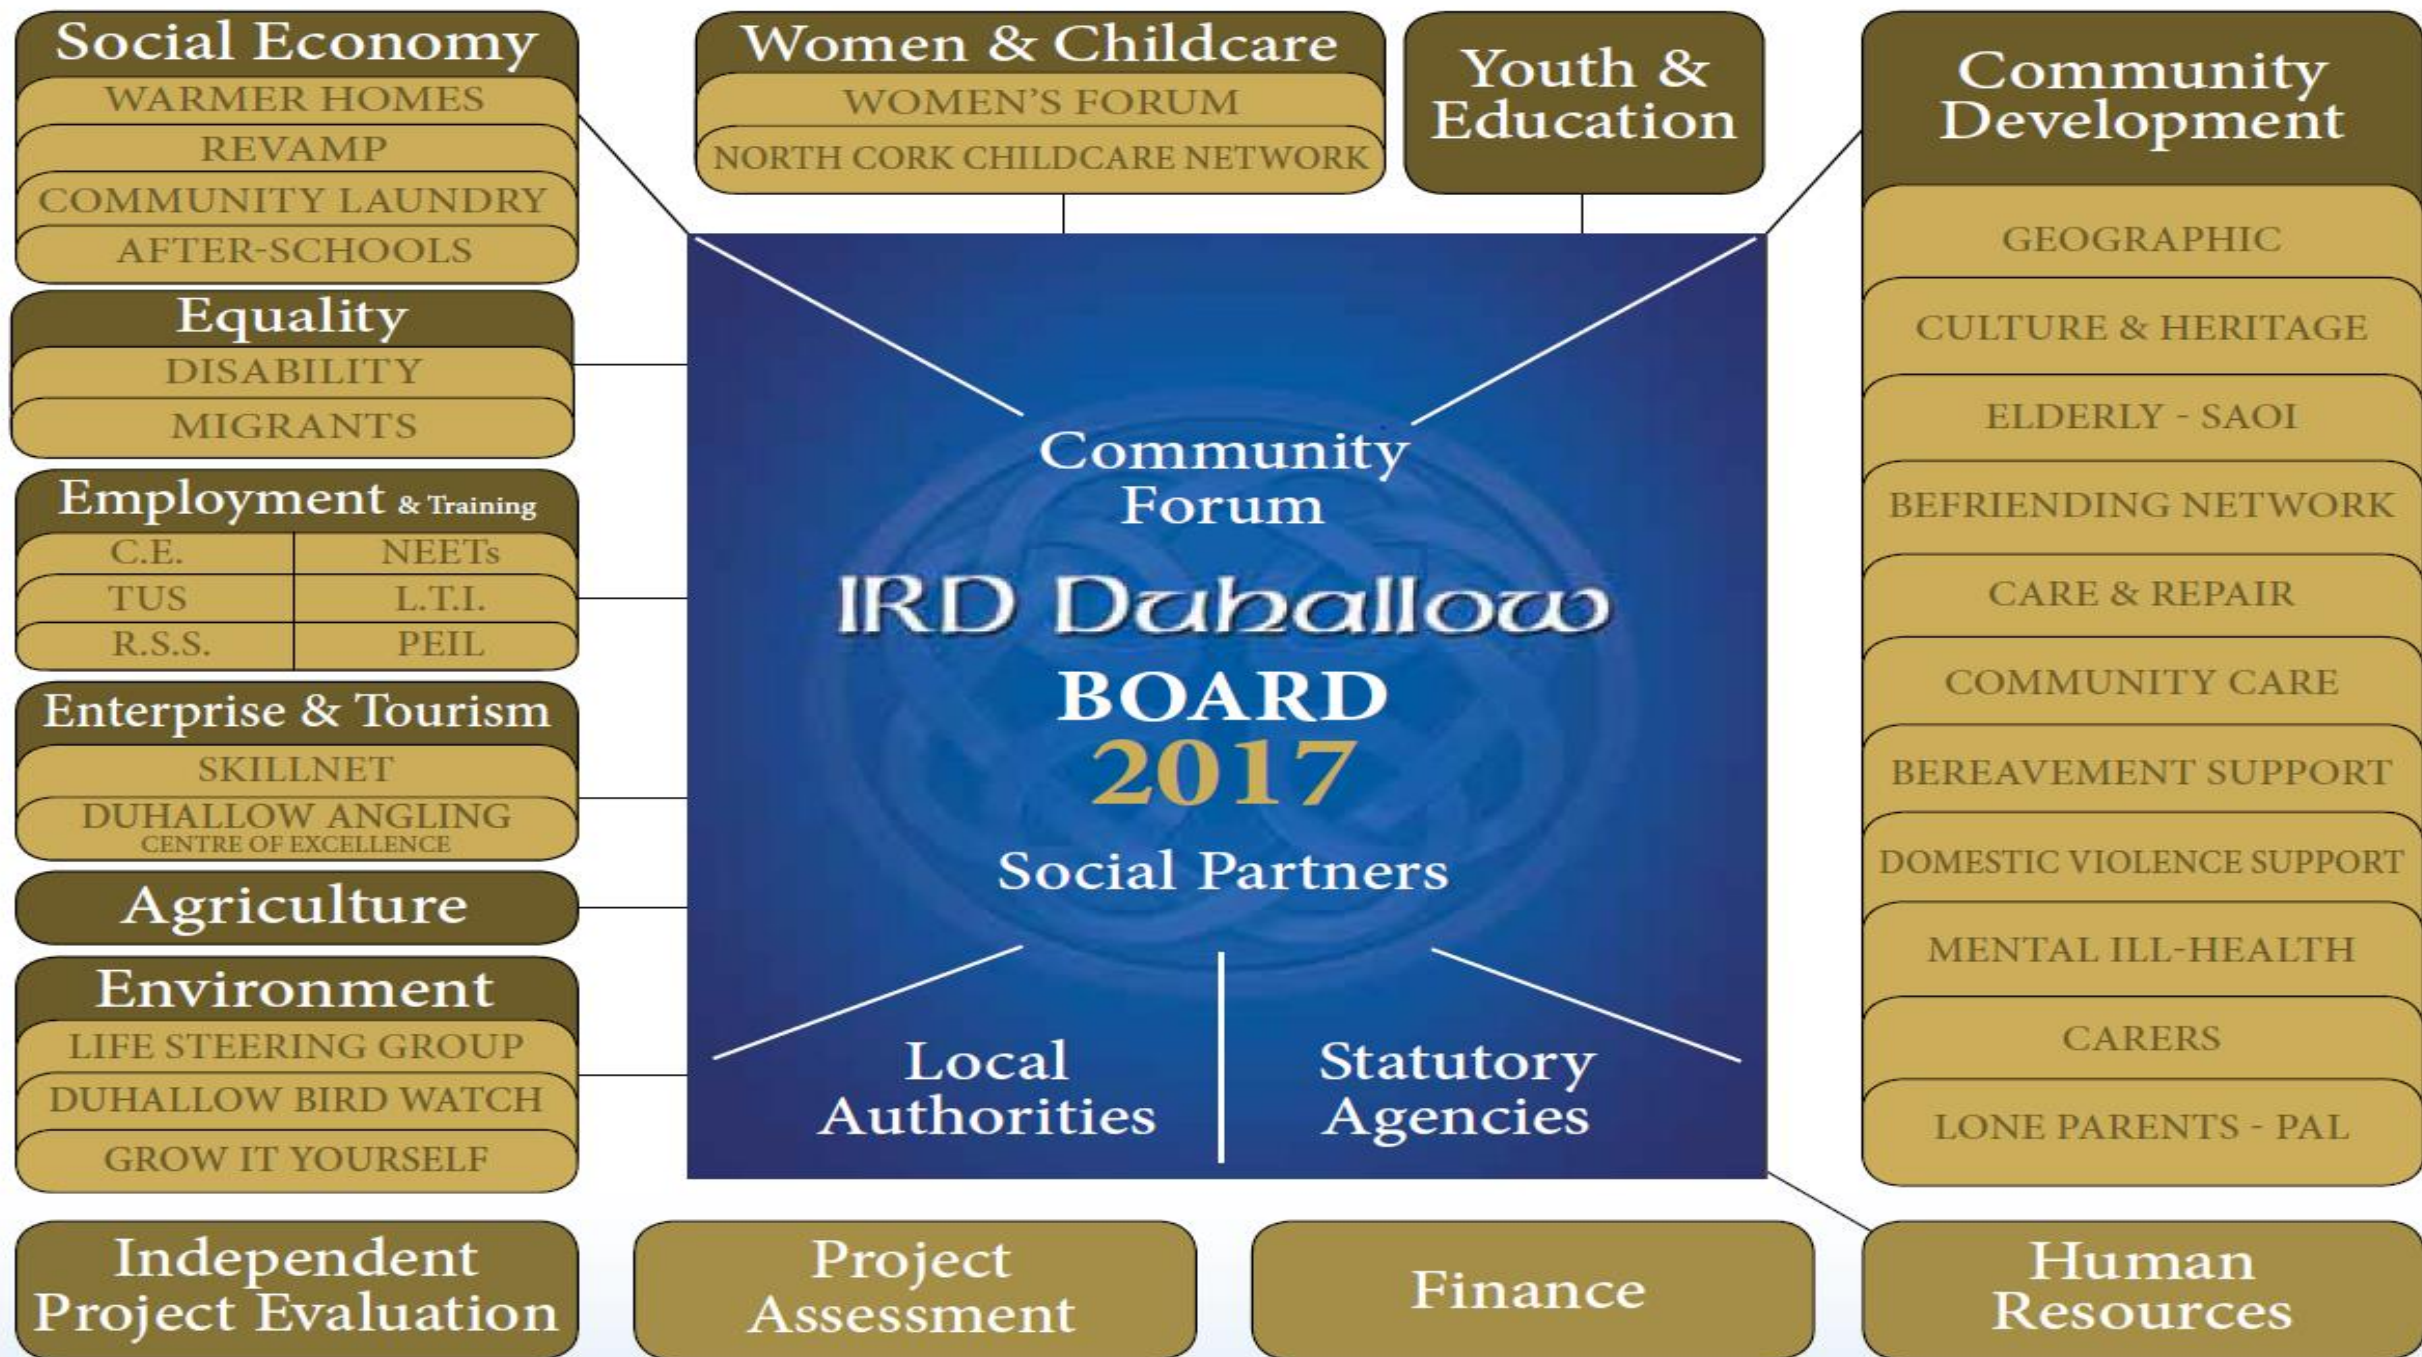 Social Economy
WARMER HOMES
REVAMP
COMMUNITY LAUNDRY
AFTER-SCHOOLS
Equality
DISABILITY
MIGRANTS
Employment & Training
C.E. NEETs
TUS L.T.I.
R.S.S. PEIL
Enterprise & Tourism
SKILLNET
DUHALLOW ANGLING
CENTRE OF EXCELLENCE
Agriculture
Environment
LIFE STEERING GROUP
DUHALLOW BIRD WATCH
GROW IT YOURSELF
Women & Childcare
WOMEN'S FORUM
NORTH CORK CHILDCARE NETWORK
Youth &
Education
Community
Forum
IRD Duhallow
BOARD
2017
Social Partners
Local
Authorities
Statutory
Agencies
Community
Development
GEOGRAPHIC
CULTURE & HERITAGE
ELDERLY - SAOI
BEFRIENDING NETWORK
CARE & REPAIR
COMMUNITY CARE
BEREAVEMENT SUPPORT
DOMESTIC VIOLENCE SUPPORT
MENTAL ILL-HEALTH
CARERS
LONE PARENTS - PAL
Independent
Project Evaluation
Project
Assessment
Finance
Human
Resources